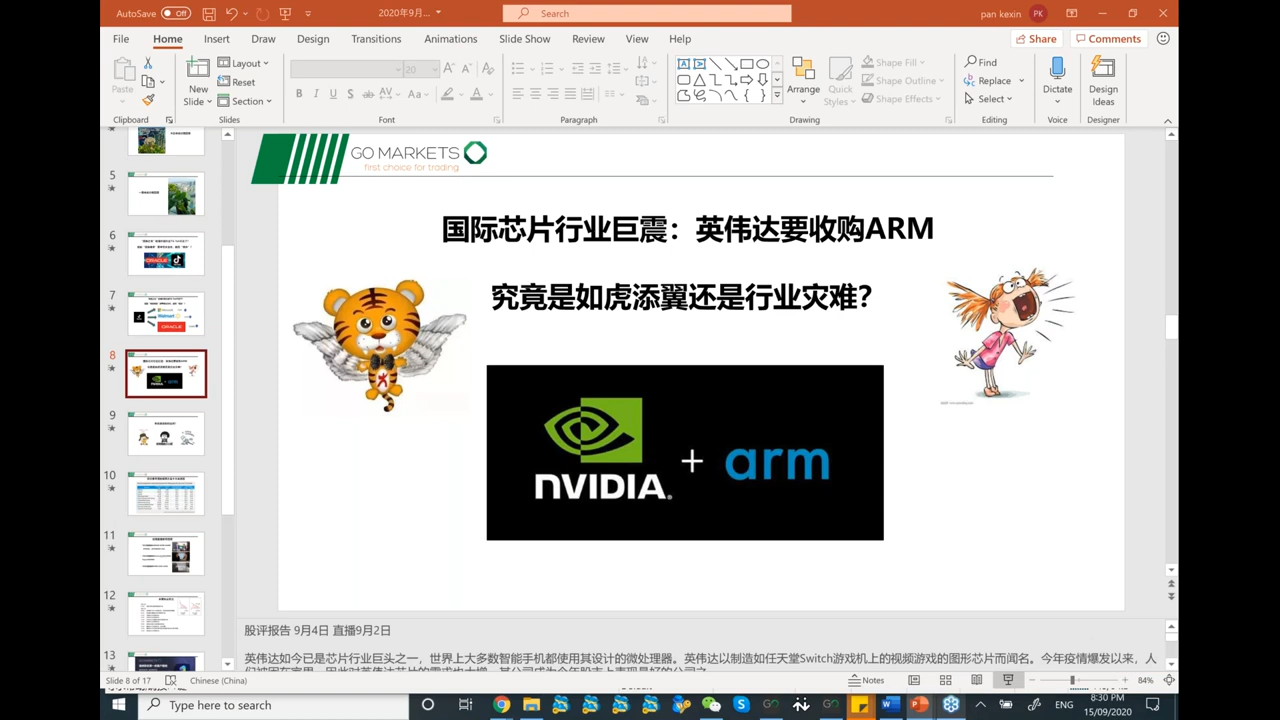 AutoSave
Off
2020年9月...
Search
pan kexin
PK
File Home Insert Draw Design Transitions Animations Slide Show Review View Help
Share
Comments
Paste
New Slide
Layout
Reset
Section
20
Shape Fill
Shape Outline
Shape Effects
Arrange
Quick Styles
Find
Replace
Select
Dictate
Design Ideas
Clipboard
Slides
Font
Paragraph
Drawing
Editing
Voice
Designer
5
6
7
8
9
10
11
12
13
GO MARKETS
first choice for trading
国际芯片行业巨震：英伟达要收购ARM
究竟是如虎添翼还是行业灾难?
NVIDIA + arm
股评报告 9月4日 直播9月2日
英伟达如今已是芯片行业巨头之一，世界上大多数智能手机都使用其设计的微处理器。英伟达以制造如任天堂Switch
上的视频游戏的图形芯片而闻名。今年疫情爆发以来，人
Slide 8 of 17
Chinese (China)
Notes
84%
Type here to search
ENG
8:30 PM
15/09/2020